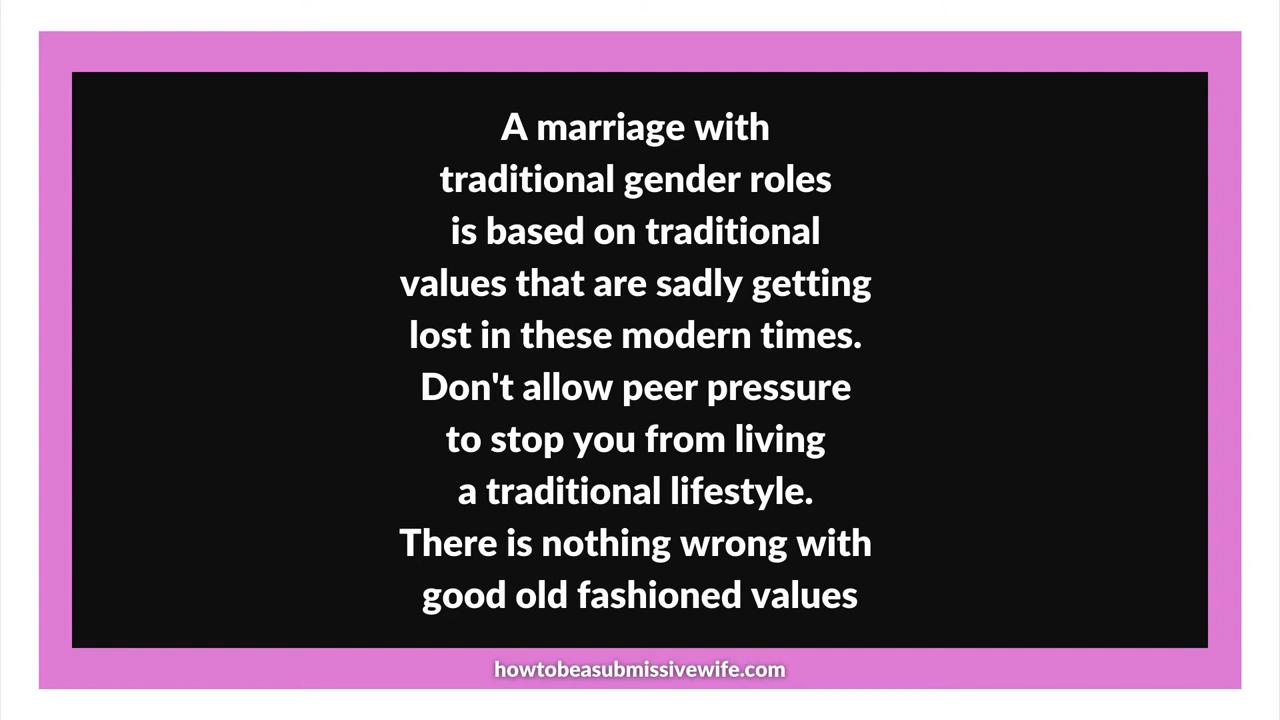 A marriage with
traditional gender roles
is based on traditional
values that are sadly getting
lost in these modern times.
Don't allow peer pressure
to stop you from living
a traditional lifestyle.
There is nothing wrong with
good old fashioned values
howtobeasubmissivewife.com